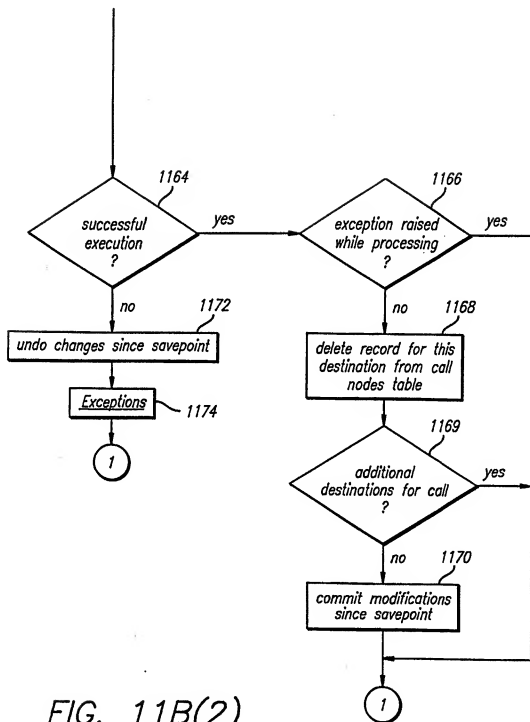 1164
successful
execution
?
yes
1166
exception raised
while processing
?
yes
no
1172
undo changes since savepoint
Exceptions
1174
1
no
1168
delete record for this
destination from call
nodes table
1169
additional
destinations for call
?
yes
no
1170
commit modifications
since savepoint
1
FIG. 11B(2)